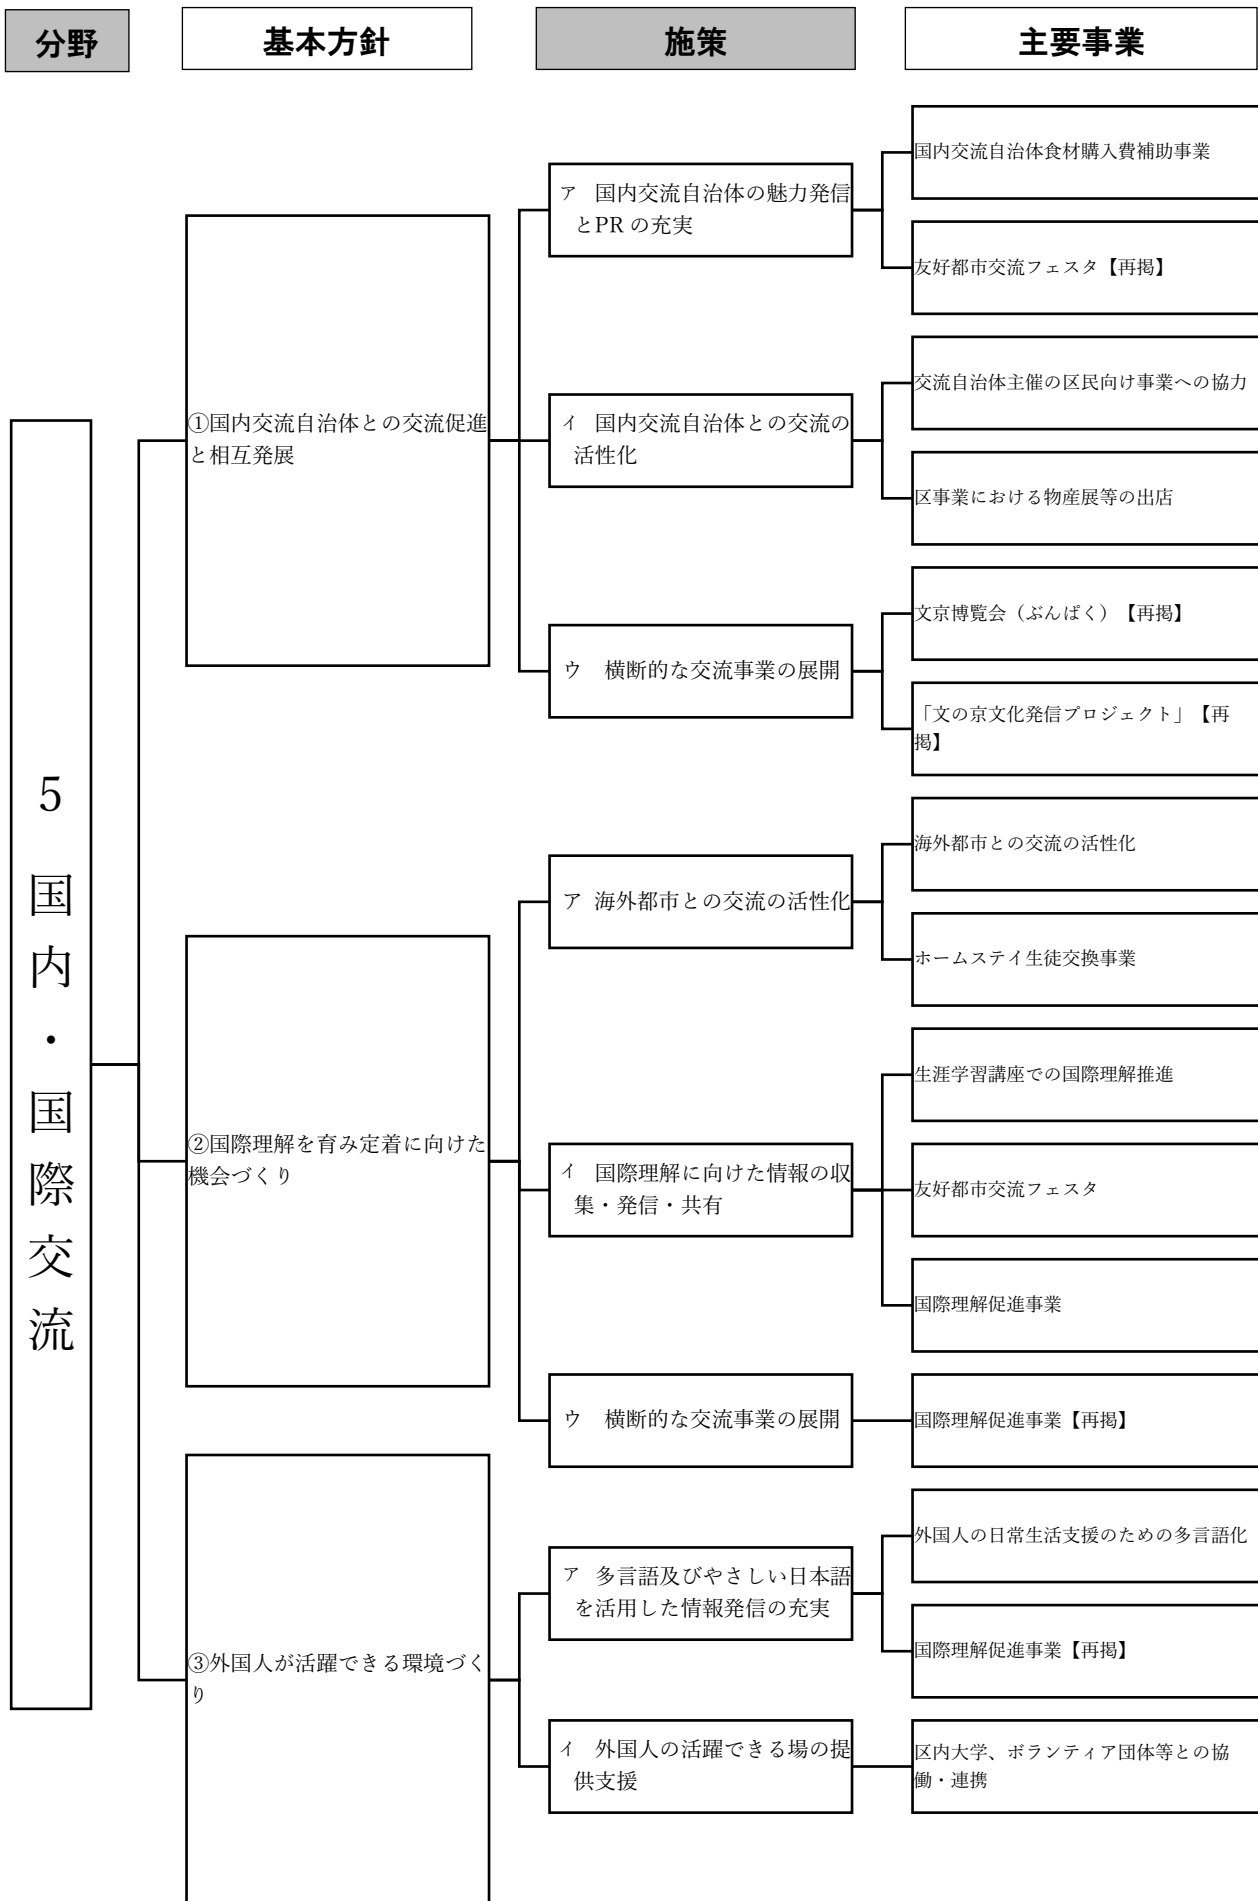 分野
基本方針
施策
主要事業
5 国内・国際交流
①国内交流自治体との交流促進
と相互発展
ア 国内交流自治体の魅力発信
とPR の充実
国内交流自治体食材購入費補助事業
友好都市交流フェスタ【再掲】
イ 国内交流自治体との交流の
活性化
交流自治体主催の区民向け事業への協力
区事業における物産展等の出店
ウ 横断的な交流事業の展開
文京博覧会（ぶんぱく）【再掲】
「文の京文化発信プロジェクト」【再
掲】
②国際理解を育み定着に向けた
機会づくり
ア 海外都市との交流の活性化
海外都市との交流の活性化
ホームステイ生徒交換事業
イ 国際理解に向けた情報の収
集・発信・共有
生涯学習講座での国際理解推進
友好都市交流フェスタ
国際理解促進事業
ウ 横断的な交流事業の展開
国際理解促進事業【再掲】
③外国人が活躍できる環境づく
り
ア 多言語及びやさしい日本語
を活用した情報発信の充実
外国人の日常生活支援のための多言語化
国際理解促進事業【再掲】
イ 外国人の活躍できる場の提
供支援
区内大学、ボランティア団体等との協
働・連携